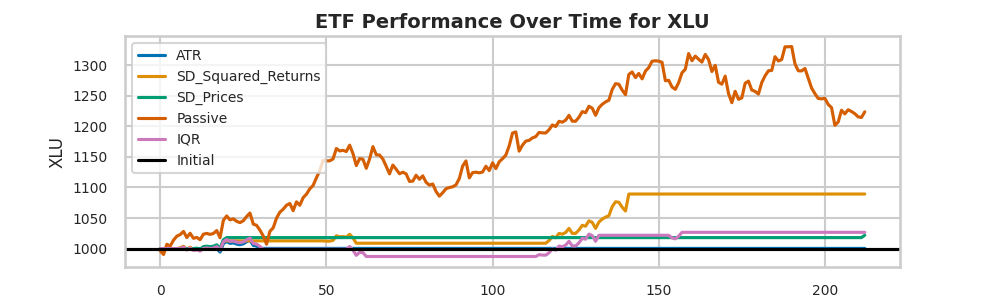 ETF Performance Over Time for XLU
XLU
1300
1250
1200
1150
1100
1050
1000
ATR
SD_Squared_Returns
SD_Prices
Passive
IQR
Initial
0 50 100 150 200